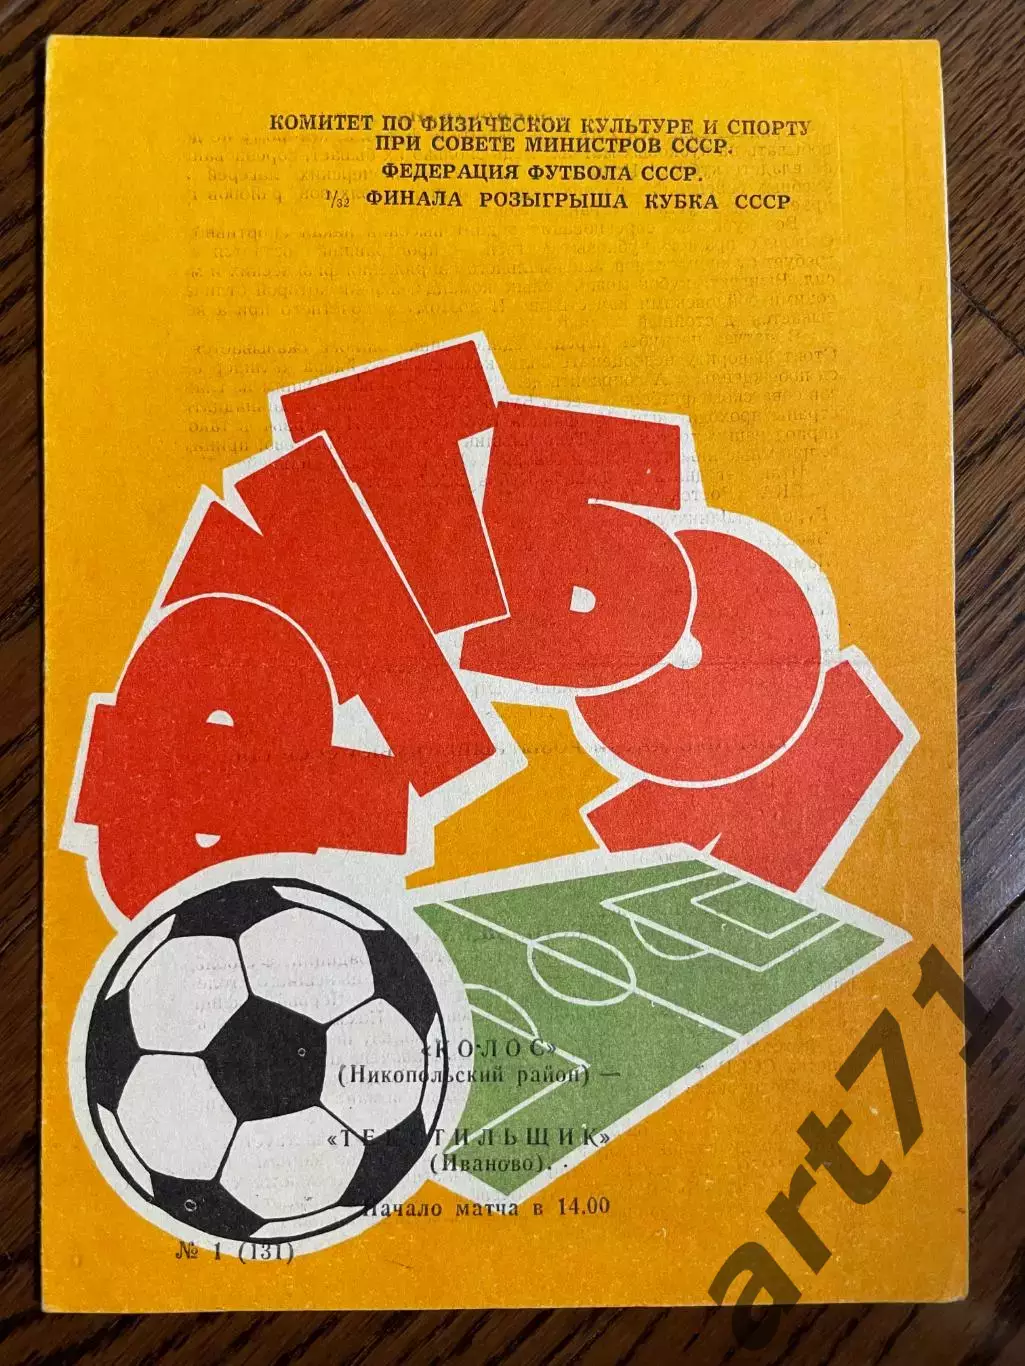 КОМИТЕТ ПО ФИЗИЧЕСКОЙ КУЛЬТУРЕ И СПОРТУ
ПРИ СОВЕТЕ МИНИСТРОВ СССР.
ФЕДЕРАЦИЯ ФУТБОЛА СССР.
1/32 ФИНАЛА РОЗЫГРЫША КУБКА СССР
ФУТБОЛ
«КОЛОС»
(Никопольский район) —
«ТЕКСТИЛЬЩИК»
(Иваново).
Начало матча в 14.00
№ 1 (131)
art71